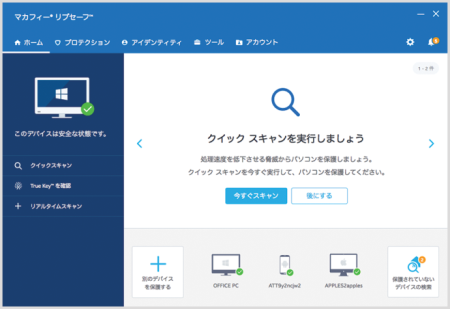 マカフィー® リブセーフ™
ホーム
プロテクション
アイデンティティ
ツール
アカウント
1 - 2 件
このデバイスは安全な状態です。
クイックスキャン
True Key™ を確認
リアルタイムスキャン
クイック スキャンを実行しましょう
処理速度を低下させる脅威からパソコンを保護しましょう。
クイック スキャンを今すぐ実行して、パソコンを保護してください。
今すぐスキャン
後にする
別のデバイス
を保護する
OFFICE PC
ATT9y2ncjw2
APPLES2apples
保護されていない
デバイスの検索